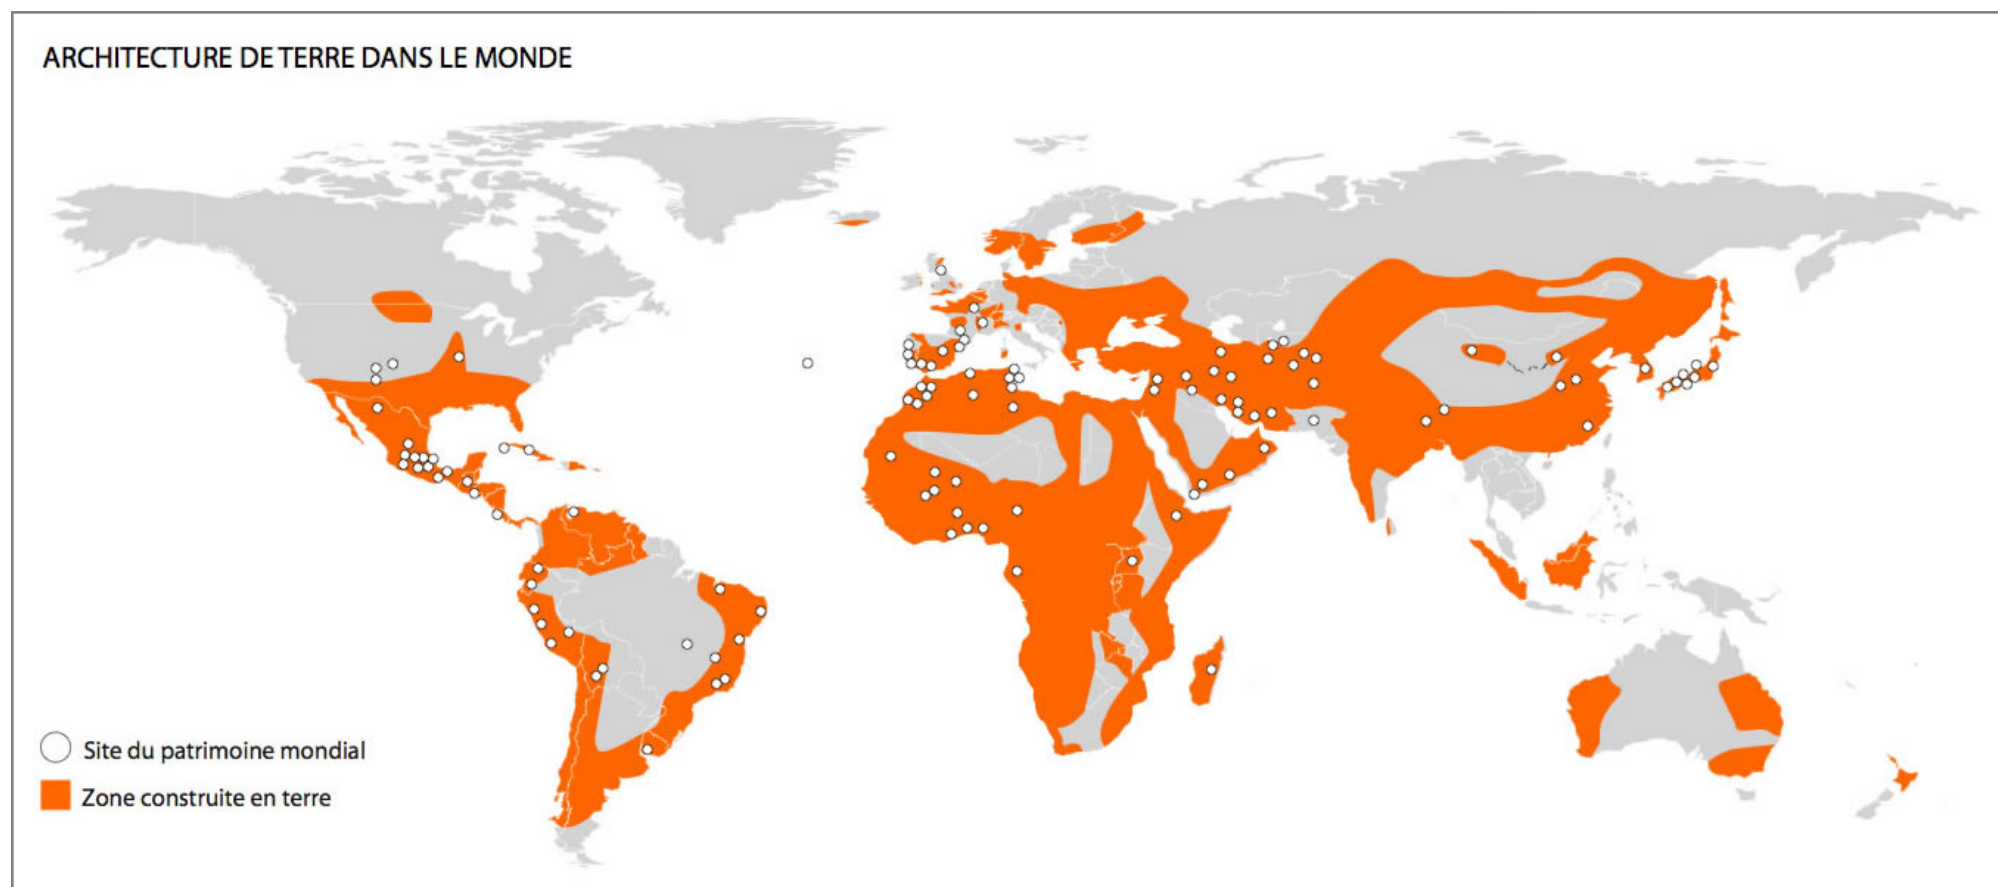 ARCHITECTURE DE TERRE DANS LE MONDE
Site du patrimoine mondial
Zone construite en terre